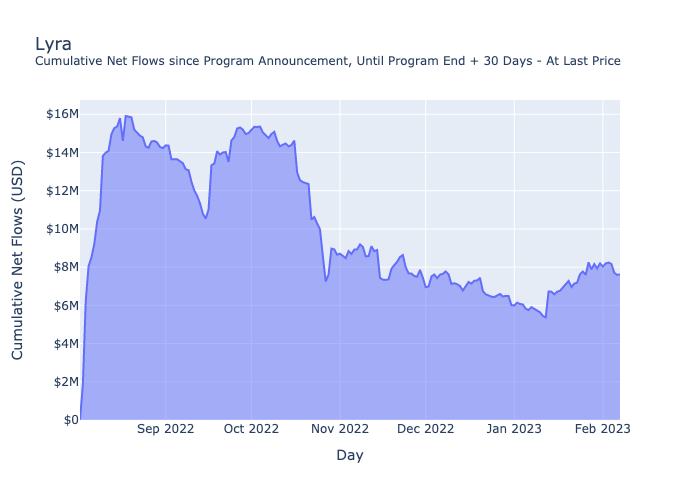 Lyra
Cumulative Net Flows since Program Announcement, Until Program End + 30 Days - At Last Price
Cumulative Net Flows (USD)
$16M
$14M
$12M
$10M
$8M
$6M
$4M
$2M
$0
Sep 2022
Oct 2022
Nov 2022
Dec 2022
Jan 2023
Feb 2023
Day